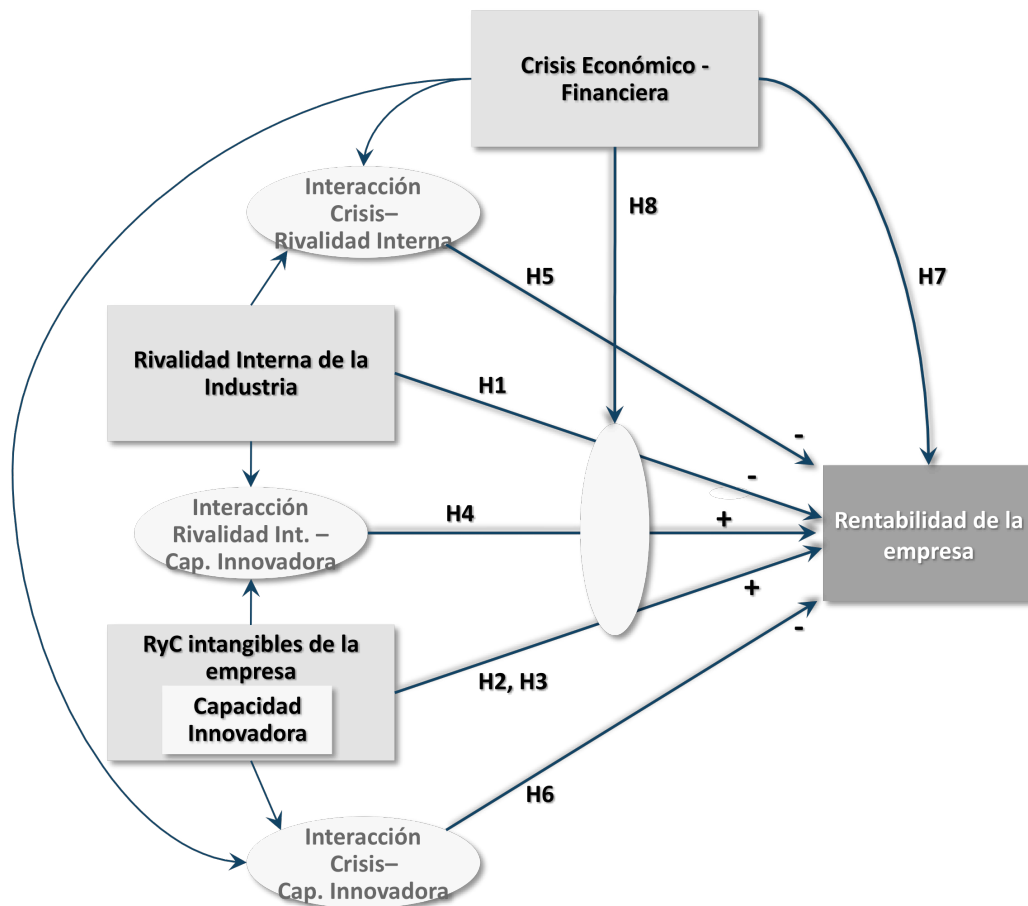 Crisis Económico -
Financiera
Interacción
Crisis–
Rivalidad Interna
H8
H5
H7
Rivalidad Interna de la
Industria
H1
-
-
Interacción
Rivalidad Int. –
Cap. Innovadora
H4
+
Rentabilidad de la
empresa
+
-
RyC intangibles de la
empresa
H2, H3
Capacidad
Innovadora
H6
Interacción
Crisis–
Cap. Innovadora